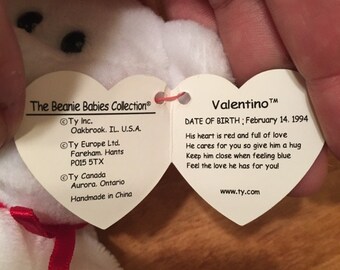 The Beanie Babies Collection®
©Ty Inc.
Oakbrook. IL. U.S.A.
©Ty Europe Ltd.
Fareham. Hants
PO15 5TX
©Ty Canada
Aurora. Ontario
Handmade in China
Valentino™
DATE OF BIRTH ; February 14. 1994
His heart is red and full of love
He cares for you so give him a hug
Keep him close when feeling blue
Feel the love he has for you!
www.ty.com